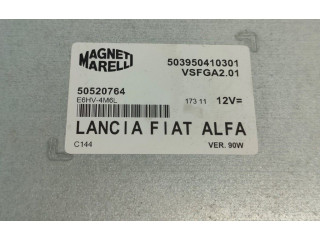 MAGNETI MARELLI
503950410301
VSFGA2.01
50520764
E6HV-4M6L
173 11 12V=
LANCIA FIAT ALFA
C144 VER. 90W